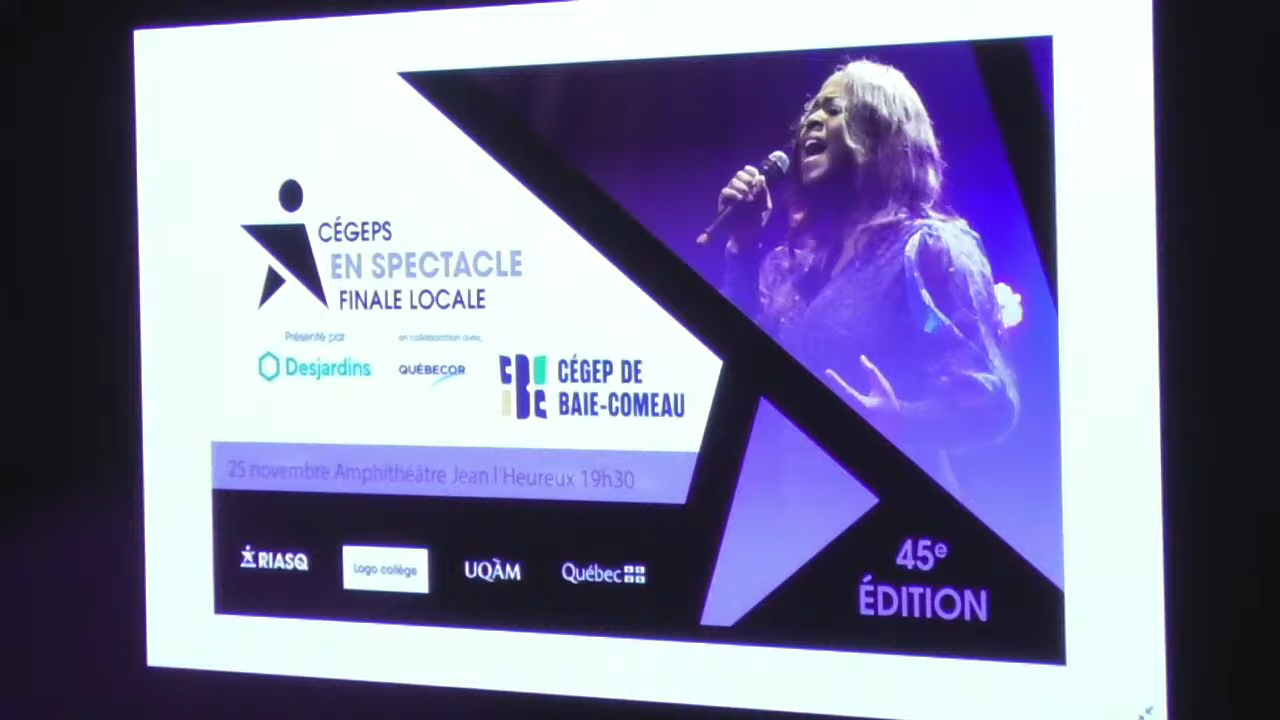 CÉGEPS
EN SPECTACLE
FINALE LOCALE
Présenté par
Desjardins
en collaboration avec
QUÉBECOR
CÉGEP DE
BAIE-COMEAU
25 novembre Amphithéâtre Jean l'Heureux 19h30
RIASQ
Logo collège
UQÀM
Québec
45e
ÉDITION